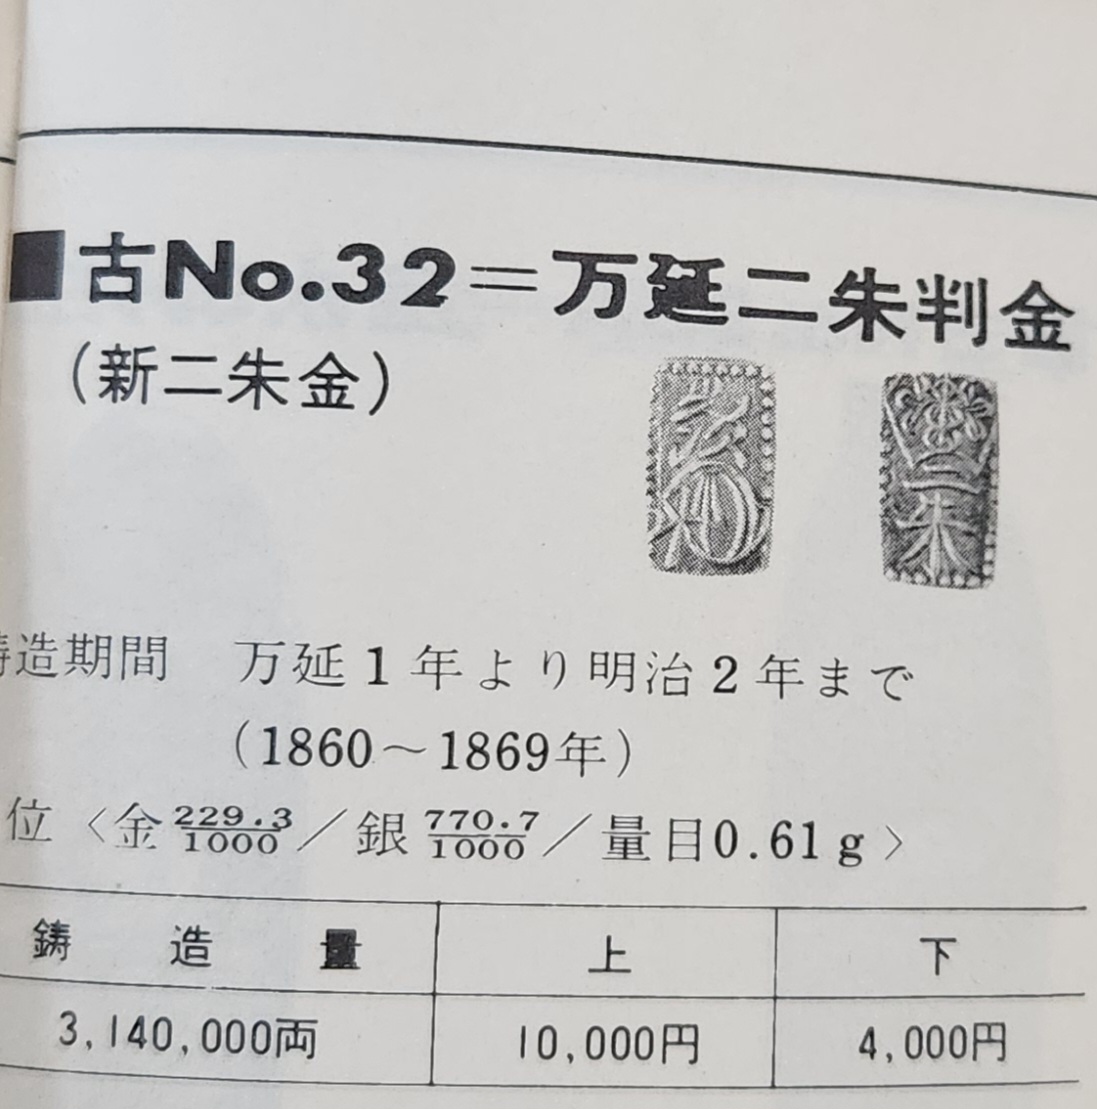 ■古No.32＝万延二朱判金
（新二朱金）
鋳造期間 万延1年より明治2年まで
（1860〜1869年）
位〈金229.3/1000／銀770.7/1000／量目0.61g〉
鋳造量 上 下
3,140,000両 10,000円 4,000円